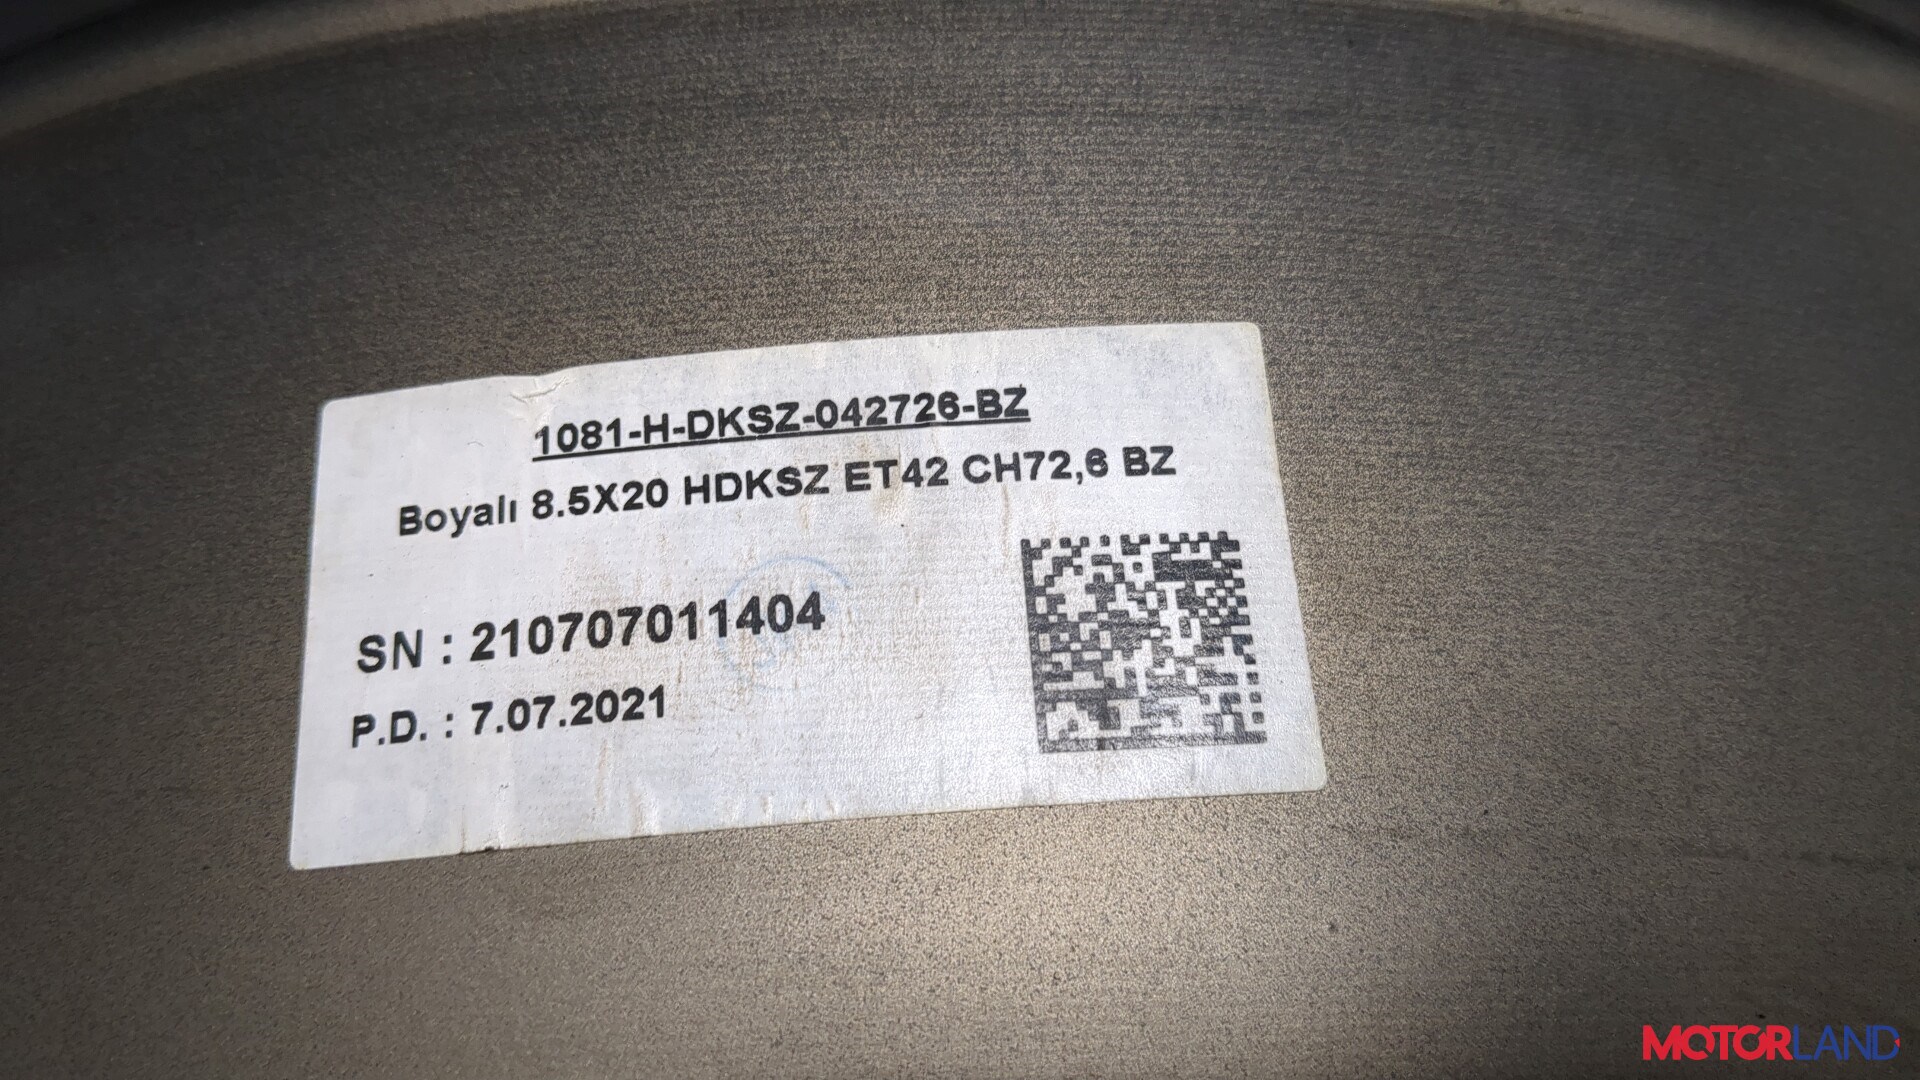 1081-H-DKSZ-042726-BZ
Boyalı 8.5X20 HDKSZ ET42 CH72,6 BZ
SN : 210707011404
P.D. : 7.07.2021
MOTORLAND